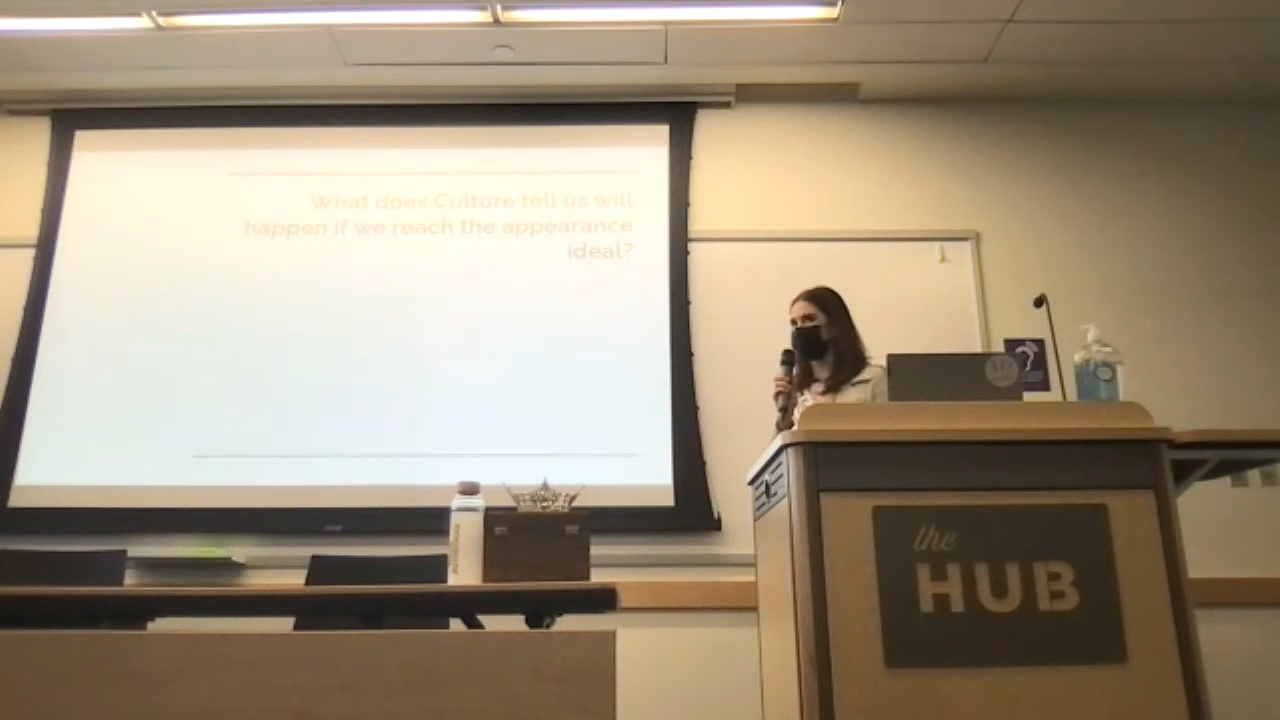 What does Culture tell us will
happen if we reach the appearance
ideal?
the
HUB